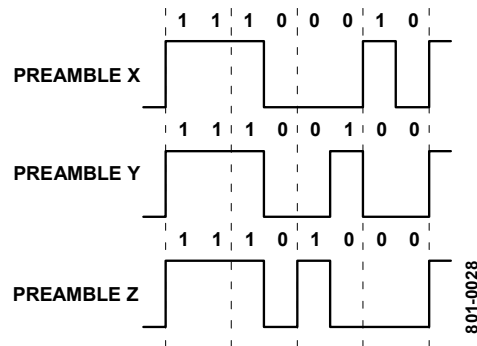 1 1 1 0 0 0 1 0
PREAMBLE X
1 1 1 0 0 1 0 0
PREAMBLE Y
1 1 1 0 1 0 0 0
PREAMBLE Z
801-0028